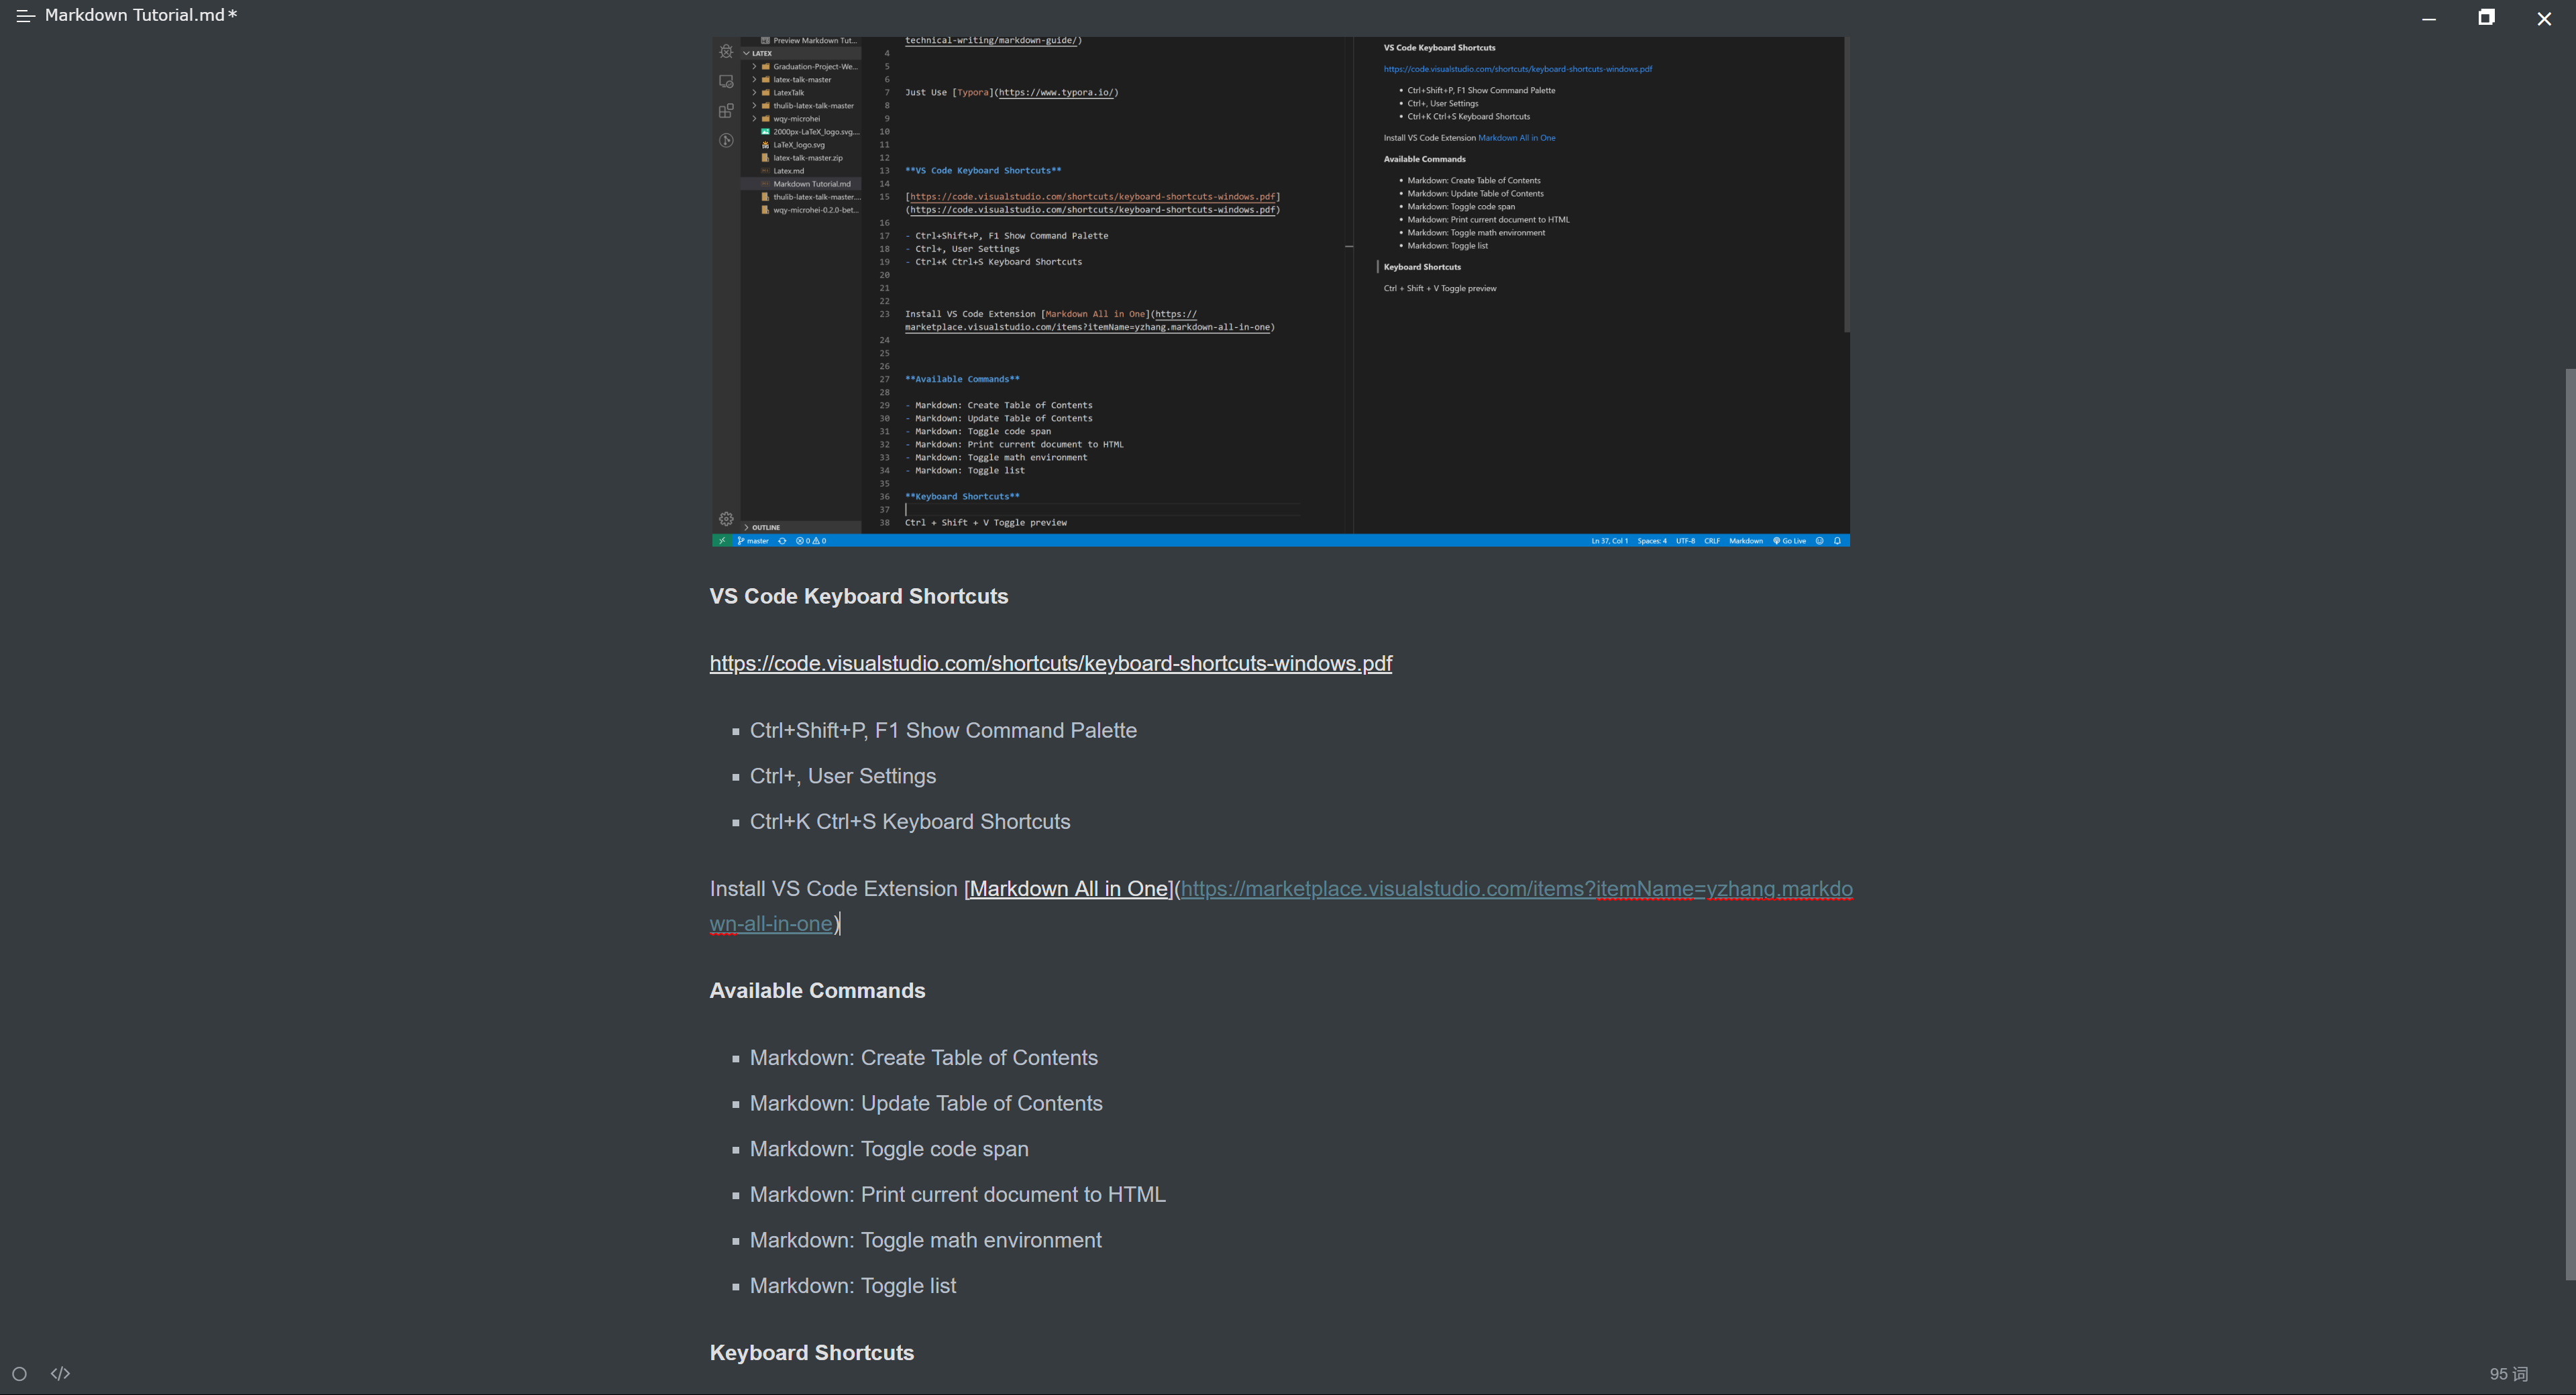 Markdown Tutorial.md*
Preview Markdown Tut...
LATEX
Graduation-Project-We...
latex-talk-master
LatexTalk
thulib-latex-talk-master
wqy-microhei
2000px-LaTeX_logo.svg....
LaTeX_logo.svg
latex-talk-master.zip
Latex.md
Markdown Tutorial.md
thulib-latex-talk-master....
wqy-microhei-0.2.0-bet...
OUTLINE
technical-writing/markdown-guide/)
4
5
6
7 Just Use [Typora](https://www.typora.io/)
8
9
10
11
12
13 **VS Code Keyboard Shortcuts**
14
15 [https://code.visualstudio.com/shortcuts/keyboard-shortcuts-windows.pdf]
(https://code.visualstudio.com/shortcuts/keyboard-shortcuts-windows.pdf)
16
17 - Ctrl+Shift+P, F1 Show Command Palette
18 - Ctrl+, User Settings
19 - Ctrl+K Ctrl+S Keyboard Shortcuts
20
21
22
23 Install VS Code Extension [Markdown All in One](https://
marketplace.visualstudio.com/items?itemName=yzhang.markdown-all-in-one)
24
25
26
27 **Available Commands**
28
29 - Markdown: Create Table of Contents
30 - Markdown: Update Table of Contents
31 - Markdown: Toggle code span
32 - Markdown: Print current document to HTML
33 - Markdown: Toggle math environment
34 - Markdown: Toggle list
35
36 **Keyboard Shortcuts**
37
38 Ctrl + Shift + V Toggle preview
VS Code Keyboard Shortcuts
https://code.visualstudio.com/shortcuts/keyboard-shortcuts-windows.pdf
• Ctrl+Shift+P, F1 Show Command Palette
• Ctrl+, User Settings
• Ctrl+K Ctrl+S Keyboard Shortcuts
Install VS Code Extension Markdown All in One
Available Commands
• Markdown: Create Table of Contents
• Markdown: Update Table of Contents
• Markdown: Toggle code span
• Markdown: Print current document to HTML
• Markdown: Toggle math environment
• Markdown: Toggle list
Keyboard Shortcuts
Ctrl + Shift + V Toggle preview
master 0 0 Ln 37, Col 1 Spaces: 4 UTF-8 CRLF Markdown Go Live
VS Code Keyboard Shortcuts
https://code.visualstudio.com/shortcuts/keyboard-shortcuts-windows.pdf
▪ Ctrl+Shift+P, F1 Show Command Palette
▪ Ctrl+, User Settings
▪ Ctrl+K Ctrl+S Keyboard Shortcuts
Install VS Code Extension [Markdown All in One](https://marketplace.visualstudio.com/items?itemName=yzhang.markdo
wn-all-in-one)
Available Commands
▪ Markdown: Create Table of Contents
▪ Markdown: Update Table of Contents
▪ Markdown: Toggle code span
▪ Markdown: Print current document to HTML
▪ Markdown: Toggle math environment
▪ Markdown: Toggle list
Keyboard Shortcuts
</> 95 词